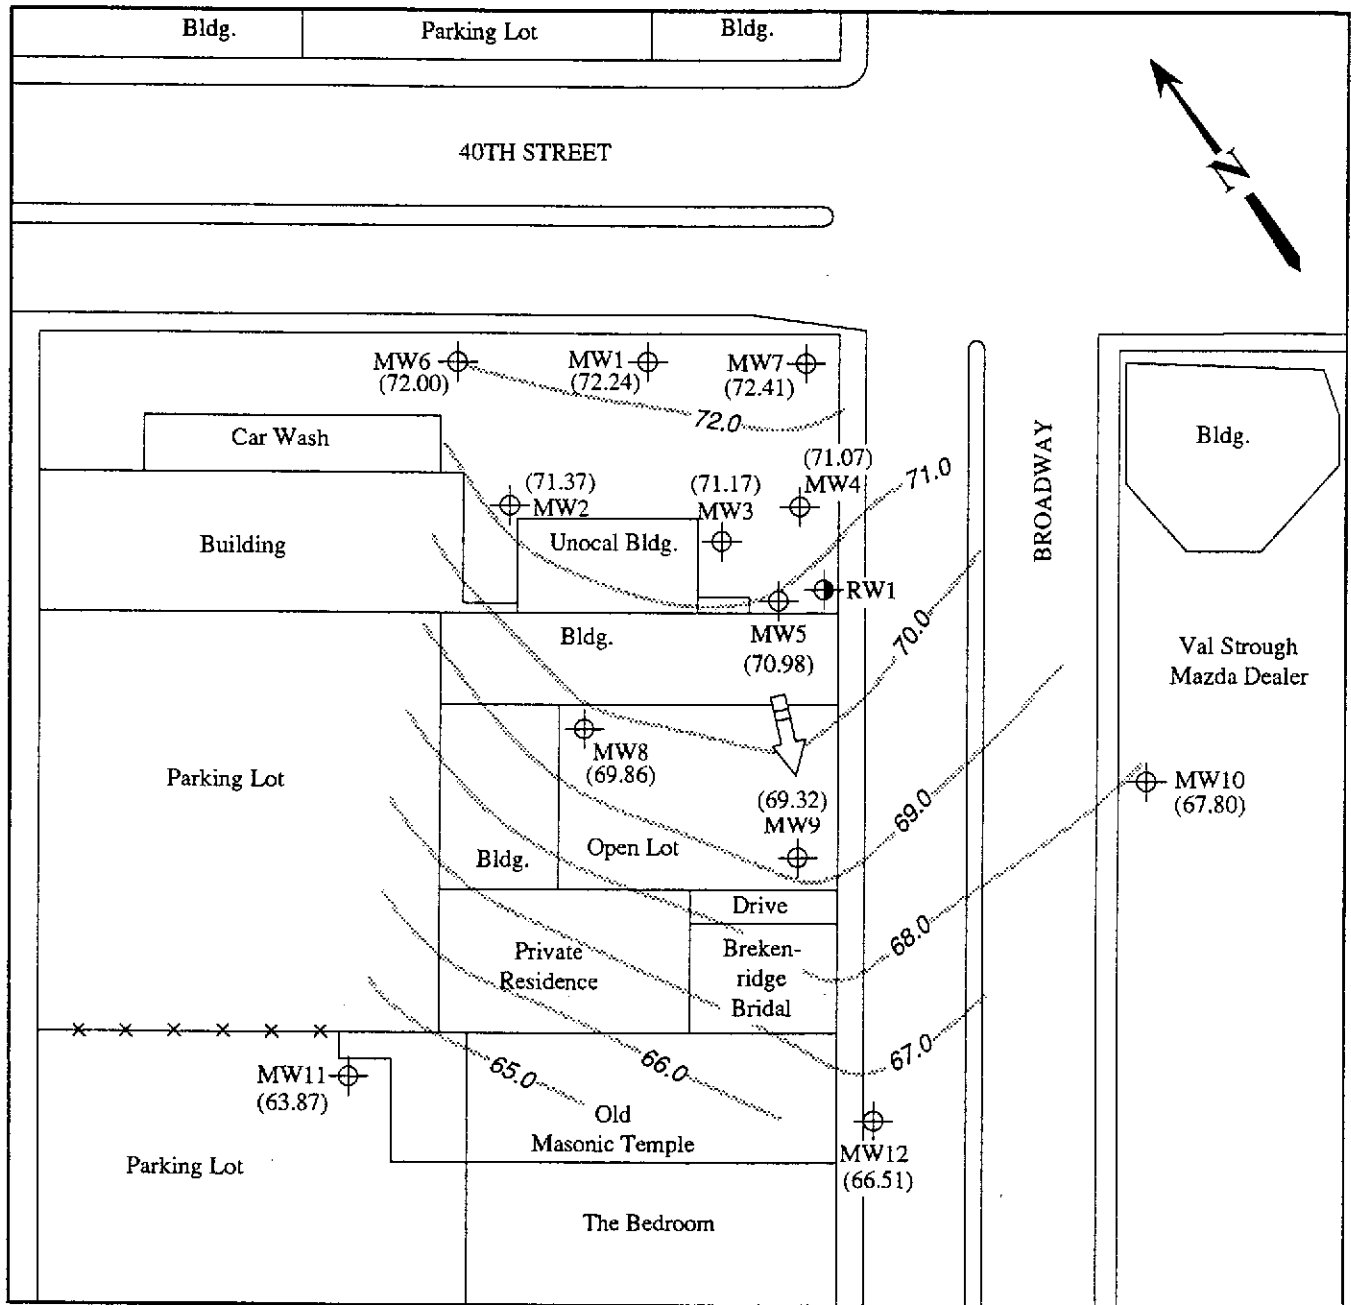 Bldg.
Parking Lot
Bldg.
40TH STREET
N
MW6
(72.00)
MW1
(72.24)
MW7
(72.41)
72.0
Car Wash
Bldg.
BROADWAY
(71.37)
MW2
(71.17)
MW3
(71.07)
MW4
71.0
Building
Unocal Bldg.
RW1
MW5
(70.98)
70.0
Bldg.
Val Strough
Mazda Dealer
MW8
(69.86)
Parking Lot
(69.32)
MW9
69.0
MW10
(67.80)
Bldg.
Open Lot
Drive
68.0
Private
Residence
Breken-
ridge
Bridal
67.0
66.0
65.0
MW11
(63.87)
Old
Masonic Temple
MW12
(66.51)
Parking Lot
The Bedroom